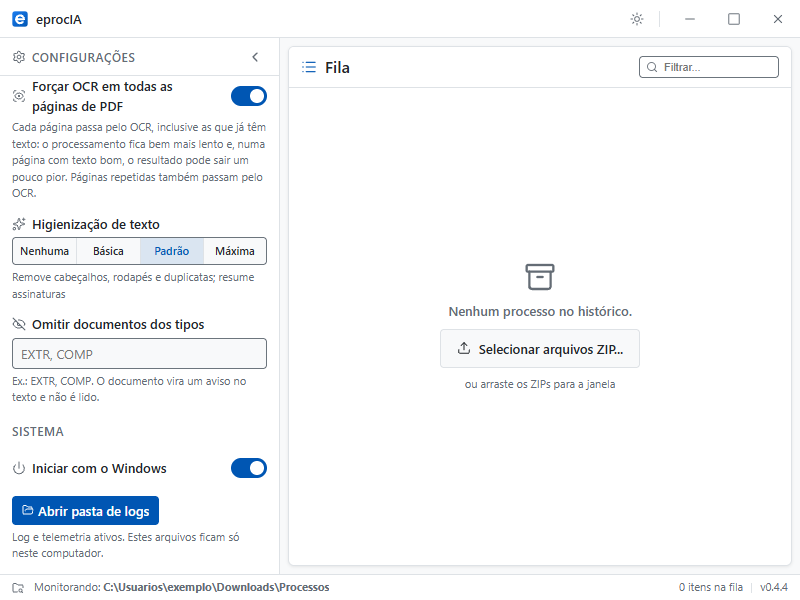 eprocIA
CONFIGURAÇÕES
Forçar OCR em todas as
páginas de PDF
Cada página passa pelo OCR, inclusive as que já têm
texto: o processamento fica bem mais lento e, numa
página com texto bom, o resultado pode sair um
pouco pior. Páginas repetidas também passam pelo
OCR.
Higienização de texto
Nenhuma Básica Padrão Máxima
Remove cabeçalhos, rodapés e duplicatas; resume
assinaturas
Omitir documentos dos tipos
EXTR, COMP
Ex.: EXTR, COMP. O documento vira um aviso no
texto e não é lido.
SISTEMA
Iniciar com o Windows
Abrir pasta de logs
Log e telemetria ativos. Estes arquivos ficam só
neste computador.
Fila
Filtrar...
Nenhum processo no histórico.
Selecionar arquivos ZIP...
ou arraste os ZIPs para a janela
Monitorando: C:\Usuarios\exemplo\Downloads\Processos
0 itens na fila
v0.4.4